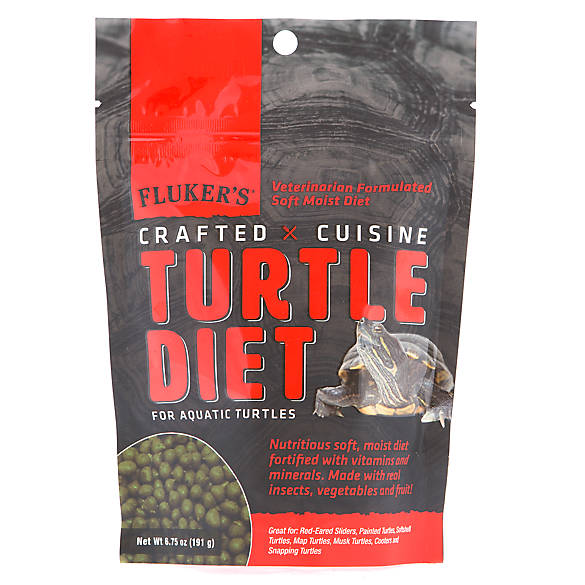 FLUKER'S®
Veterinarian Formulated
Soft Moist Diet
CRAFTED × CUISINE
TURTLE
DIET
FOR AQUATIC TURTLES
Nutritious soft, moist diet
fortified with vitamins and
minerals. Made with real
insects, vegetables and fruit!
Great for: Red-Eared Sliders, Painted Turtles, Softshell
Turtles, Map Turtles, Musk Turtles, Cooters and
Snapping Turtles
Net Wt 6.75 oz (191 g)